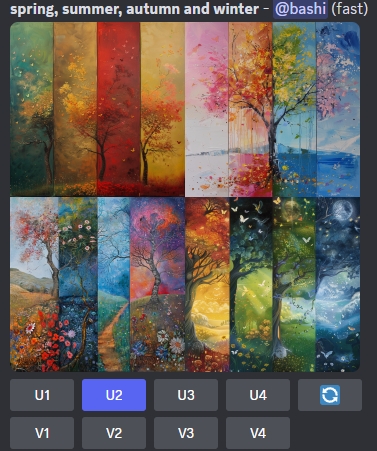 spring, summer, autumn and winter - @bashi (fast)
U1 U2 U3 U4
V1 V2 V3 V4